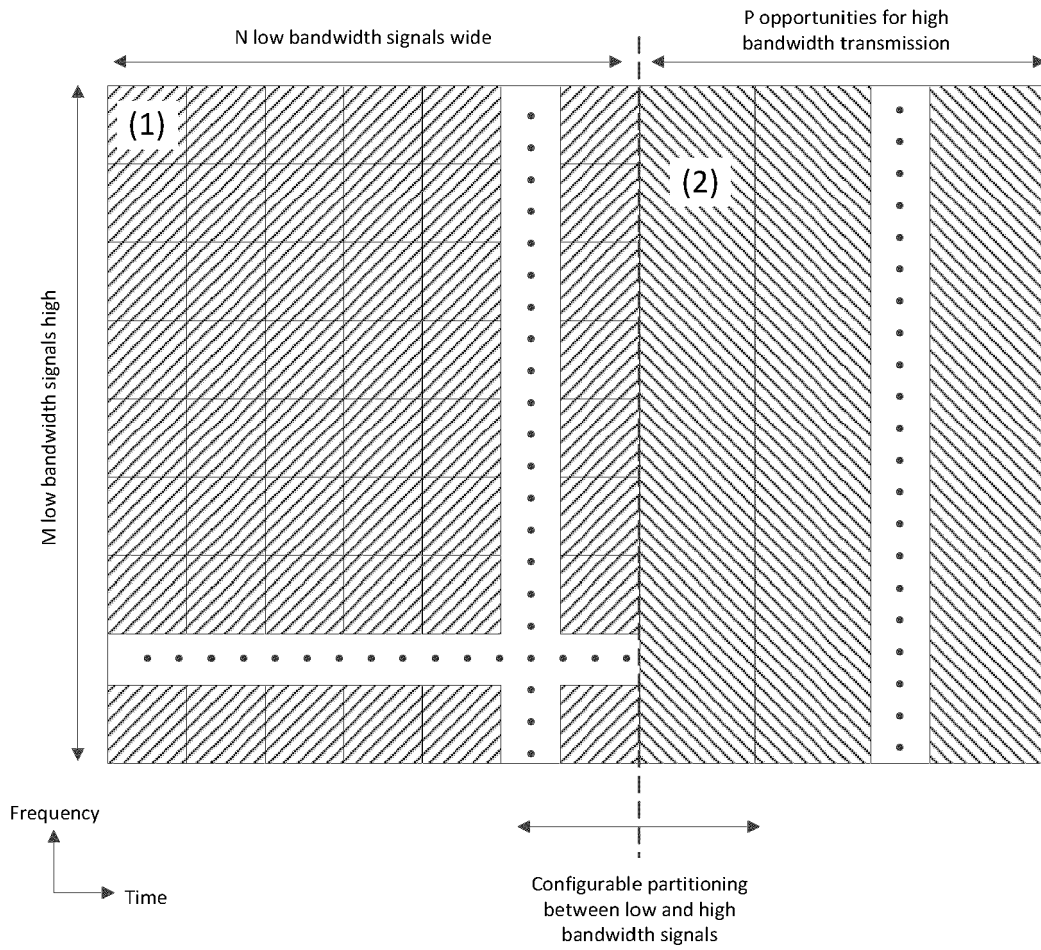 N low bandwidth signals wide
P opportunities for high
bandwidth transmission
(1)
(2)
M low bandwidth signals high
Frequency
Time
Configurable partitioning
between low and high
bandwidth signals